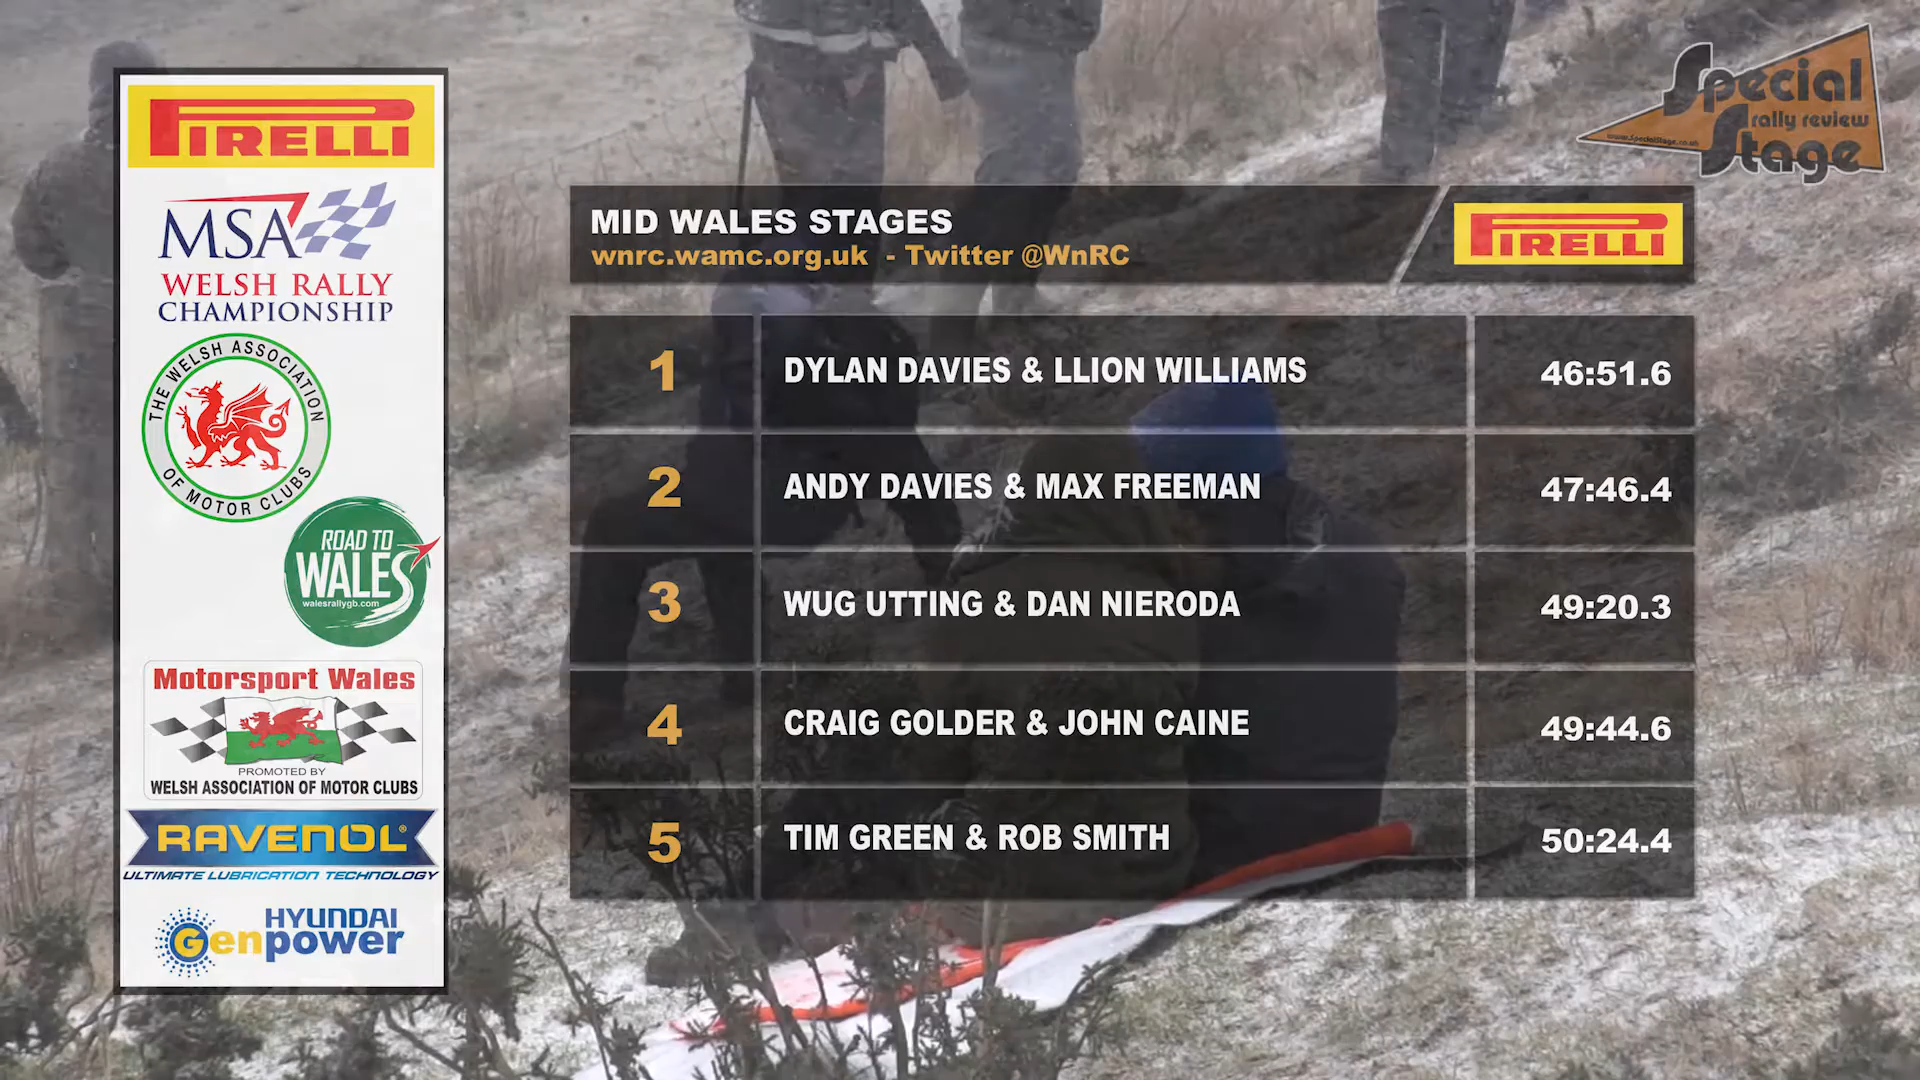 PIRELLI
MSA
WELSH RALLY
CHAMPIONSHIP
THE WELSH ASSOCIATION
OF MOTOR CLUBS
ROAD TO
WALES
walesrallygb.com
Motorsport Wales
PROMOTED BY
WELSH ASSOCIATION OF MOTOR CLUBS
RAVENOL®
ULTIMATE LUBRICATION TECHNOLOGY
HYUNDAI
Genpower
Special
rally review
Stage
www.SpecialStage.co.uk
MID WALES STAGES
wnrc.wamc.org.uk - Twitter @WnRC
PIRELLI
1 DYLAN DAVIES & LLION WILLIAMS 46:51.6
2 ANDY DAVIES & MAX FREEMAN 47:46.4
3 WUG UTTING & DAN NIERODA 49:20.3
4 CRAIG GOLDER & JOHN CAINE 49:44.6
5 TIM GREEN & ROB SMITH 50:24.4